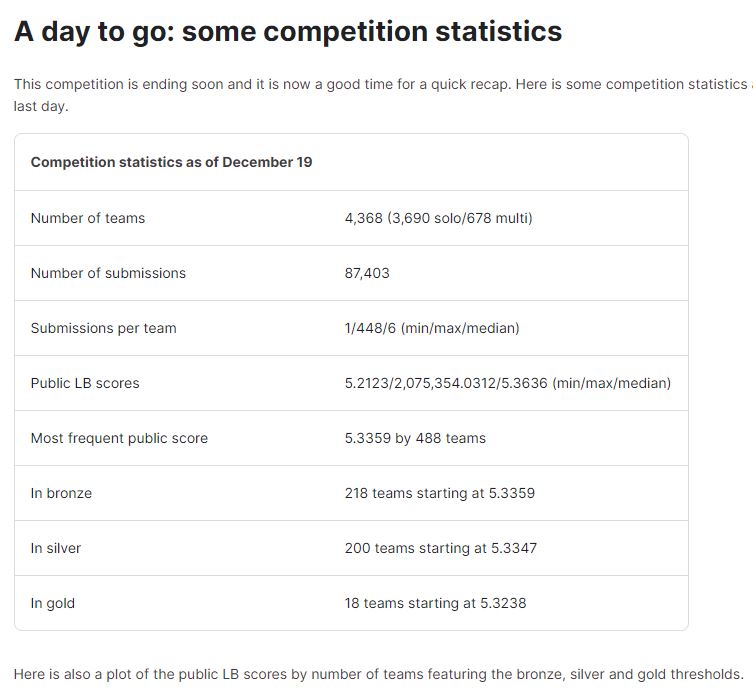 A day to go: some competition statistics
This competition is ending soon and it is now a good time for a quick recap. Here is some competition statistics
last day.
Competition statistics as of December 19
Number of teams 4,368 (3,690 solo/678 multi)
Number of submissions 87,403
Submissions per team 1/448/6 (min/max/median)
Public LB scores 5.2123/2,075,354.0312/5.3636 (min/max/median)
Most frequent public score 5.3359 by 488 teams
In bronze 218 teams starting at 5.3359
In silver 200 teams starting at 5.3347
In gold 18 teams starting at 5.3238
Here is also a plot of the public LB scores by number of teams featuring the bronze, silver and gold thresholds.